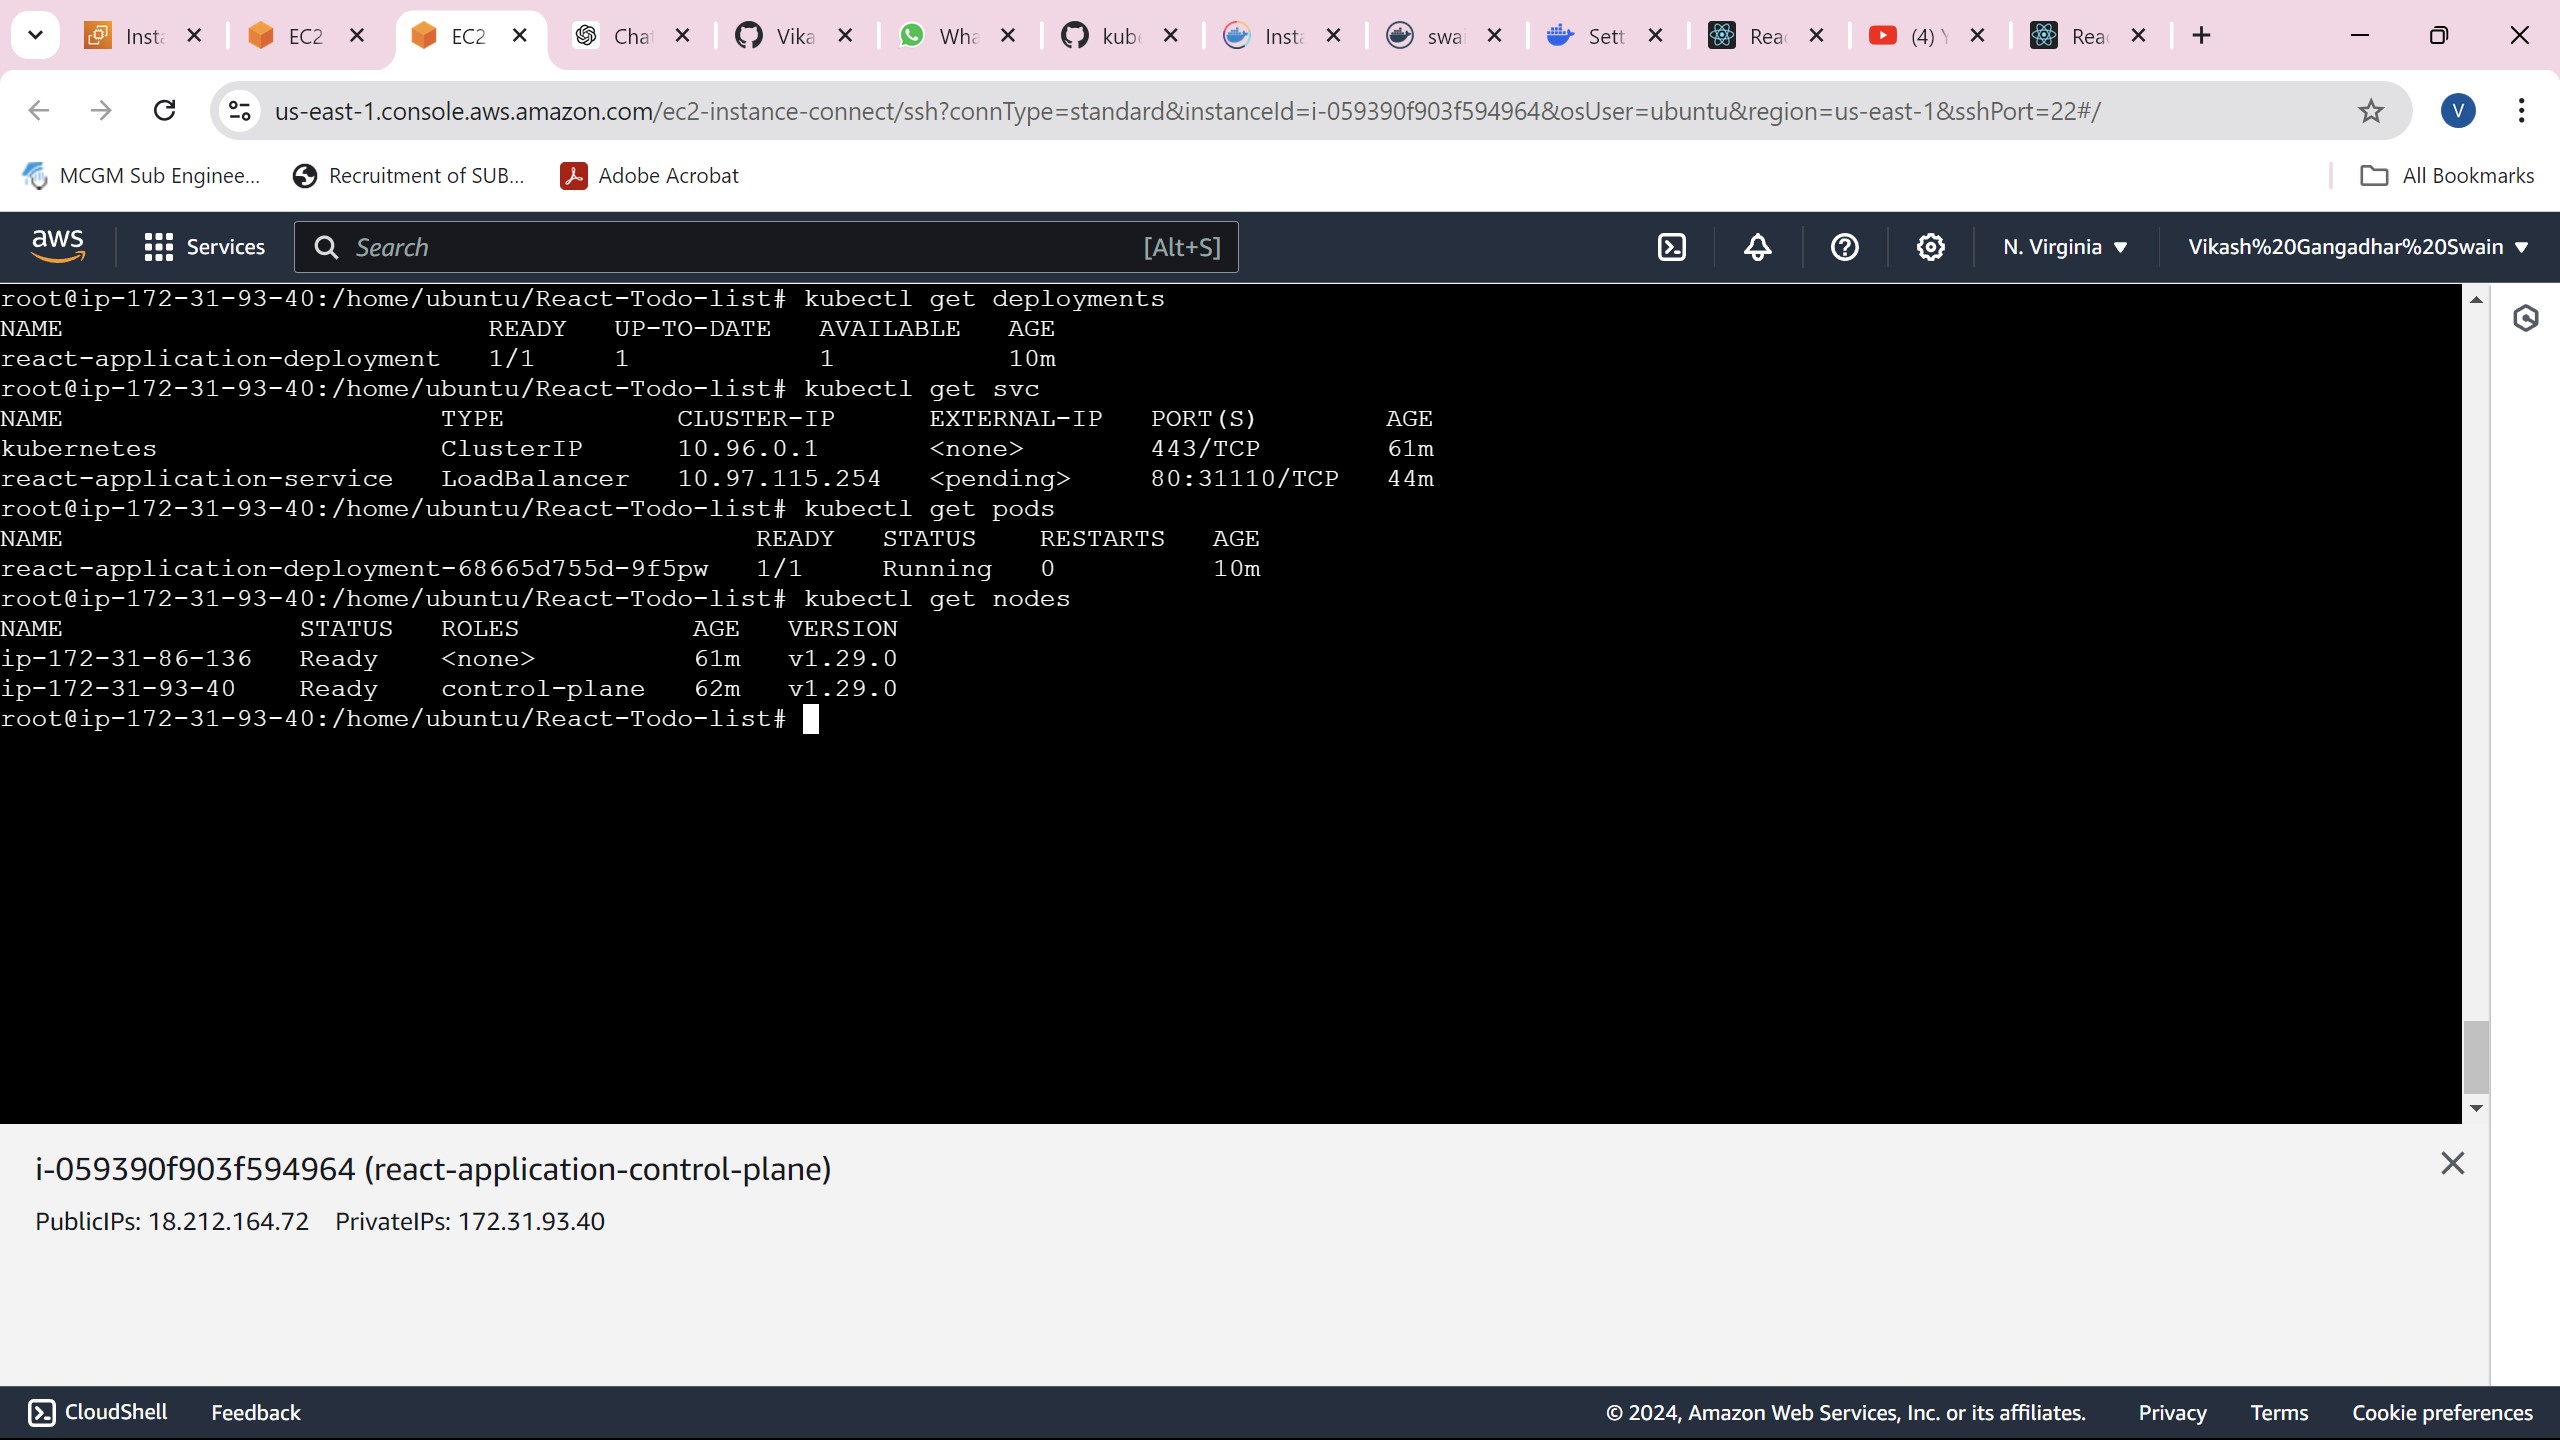 Insta
EC2
EC2
Chat
Vika
Wha
kube
Insta
swai
Sett
Reac
(4) Y
Reac
us-east-1.console.aws.amazon.com/ec2-instance-connect/ssh?connType=standard&instanceId=i-059390f903f594964&osUser=ubuntu&region=us-east-1&sshPort=22#/
V
MCGM Sub Enginee...
Recruitment of SUB...
Adobe Acrobat
All Bookmarks
aws
Services
Search
[Alt+S]
N. Virginia
Vikash%20Gangadhar%20Swain
root@ip-172-31-93-40:/home/ubuntu/React-Todo-list# kubectl get deployments
NAME READY UP-TO-DATE AVAILABLE AGE
react-application-deployment 1/1 1 1 10m
root@ip-172-31-93-40:/home/ubuntu/React-Todo-list# kubectl get svc
NAME TYPE CLUSTER-IP EXTERNAL-IP PORT(S) AGE
kubernetes ClusterIP 10.96.0.1 <none> 443/TCP 61m
react-application-service LoadBalancer 10.97.115.254 <pending> 80:31110/TCP 44m
root@ip-172-31-93-40:/home/ubuntu/React-Todo-list# kubectl get pods
NAME READY STATUS RESTARTS AGE
react-application-deployment-68665d755d-9f5pw 1/1 Running 0 10m
root@ip-172-31-93-40:/home/ubuntu/React-Todo-list# kubectl get nodes
NAME STATUS ROLES AGE VERSION
ip-172-31-86-136 Ready <none> 61m v1.29.0
ip-172-31-93-40 Ready control-plane 62m v1.29.0
root@ip-172-31-93-40:/home/ubuntu/React-Todo-list#
i-059390f903f594964 (react-application-control-plane)
PublicIPs: 18.212.164.72 PrivateIPs: 172.31.93.40
CloudShell
Feedback
© 2024, Amazon Web Services, Inc. or its affiliates.
Privacy
Terms
Cookie preferences